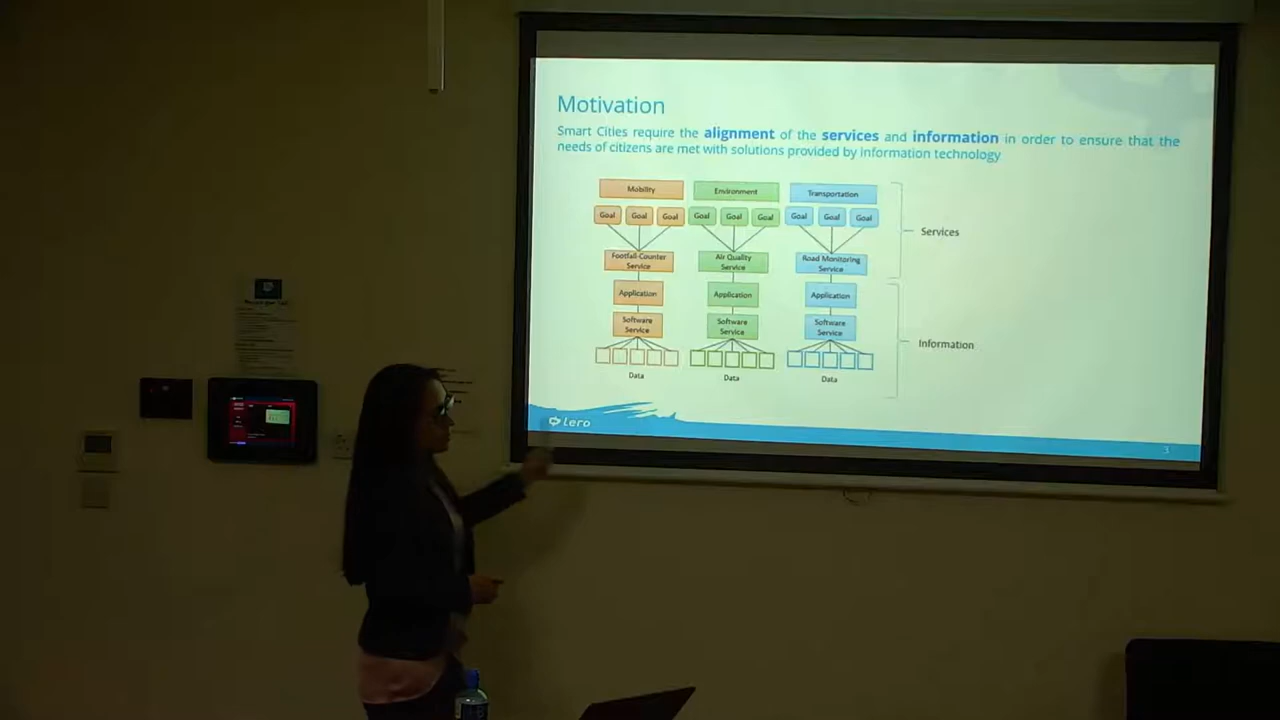 Motivation
Smart Cities require the alignment of the services and information in order to ensure that the
needs of citizens are met with solutions provided by information technology
Mobility Environment Transportation
Goal Goal Goal Goal Goal Goal Goal Goal Goal
Services
Footfall-Counter Air Quality Road Monitoring
Service Service Service
Application Application Application
Software Software Software
Service Service Service
Information
Data Data Data
Lero
3